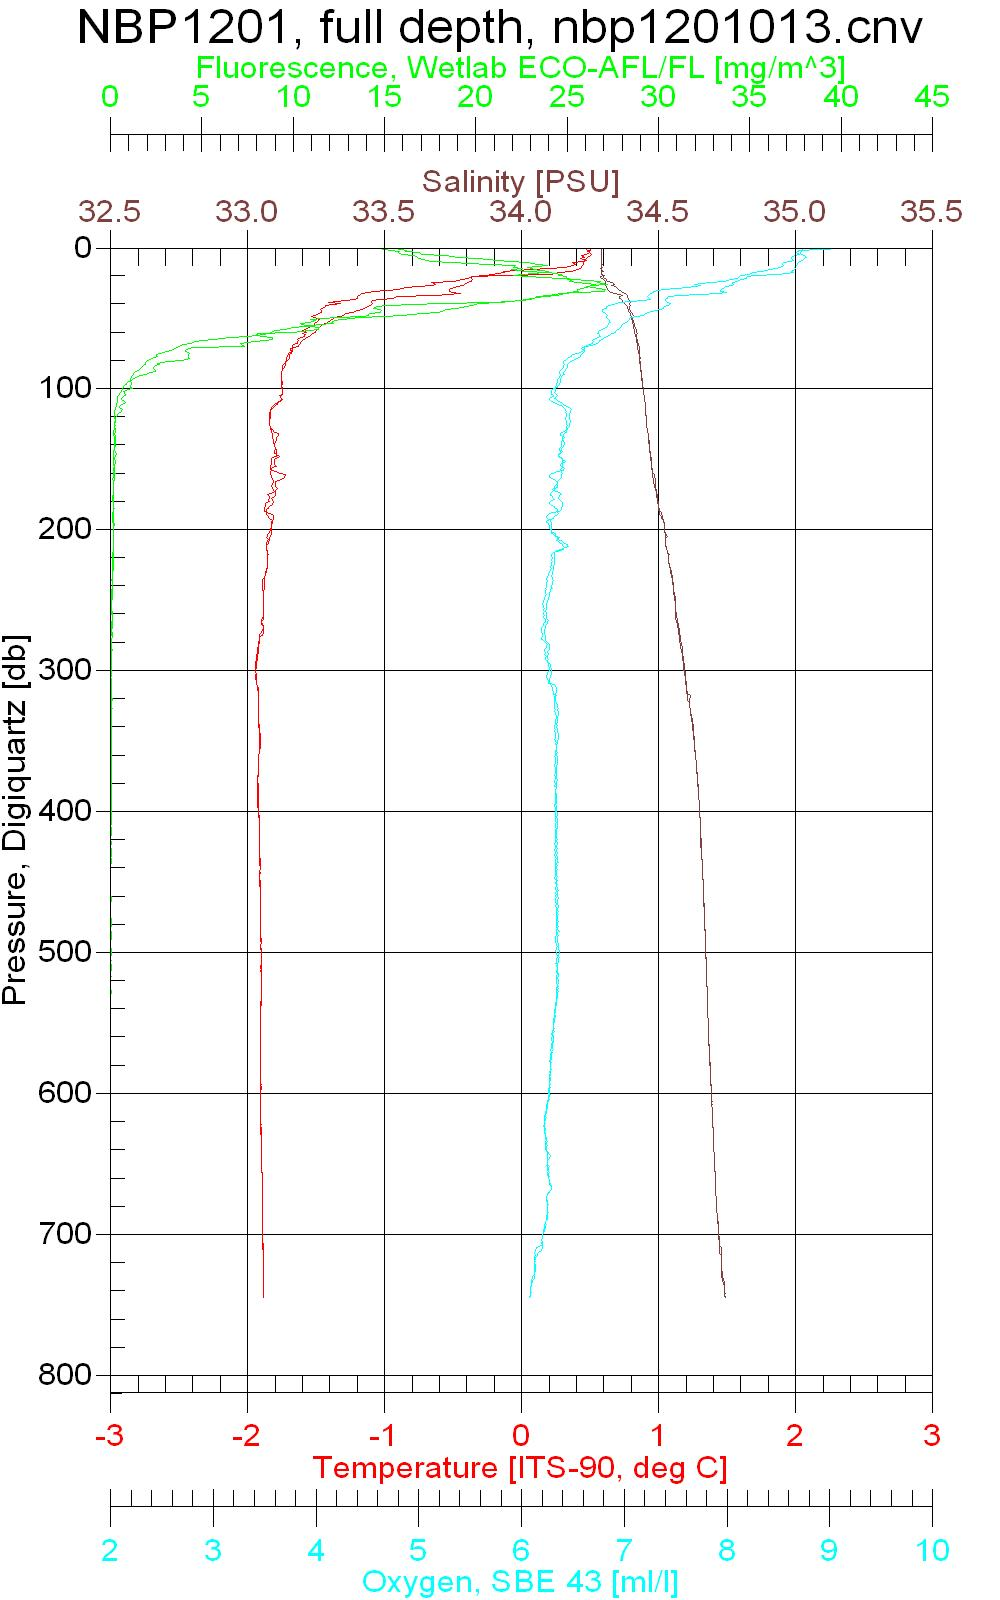 NBP1201, full depth, nbp1201013.cnv
Fluorescence, Wetlab ECO-AFL/FL [mg/m^3]
0 5 10 15 20 25 30 35 40 45
Salinity [PSU]
32.5 33.0 33.5 34.0 34.5 35.0 35.5
0
100
200
300
400
500
600
700
800
Pressure, Digiquartz [db]
-3 -2 -1 0 1 2 3
Temperature [ITS-90, deg C]
2 3 4 5 6 7 8 9 10
Oxygen, SBE 43 [ml/l]